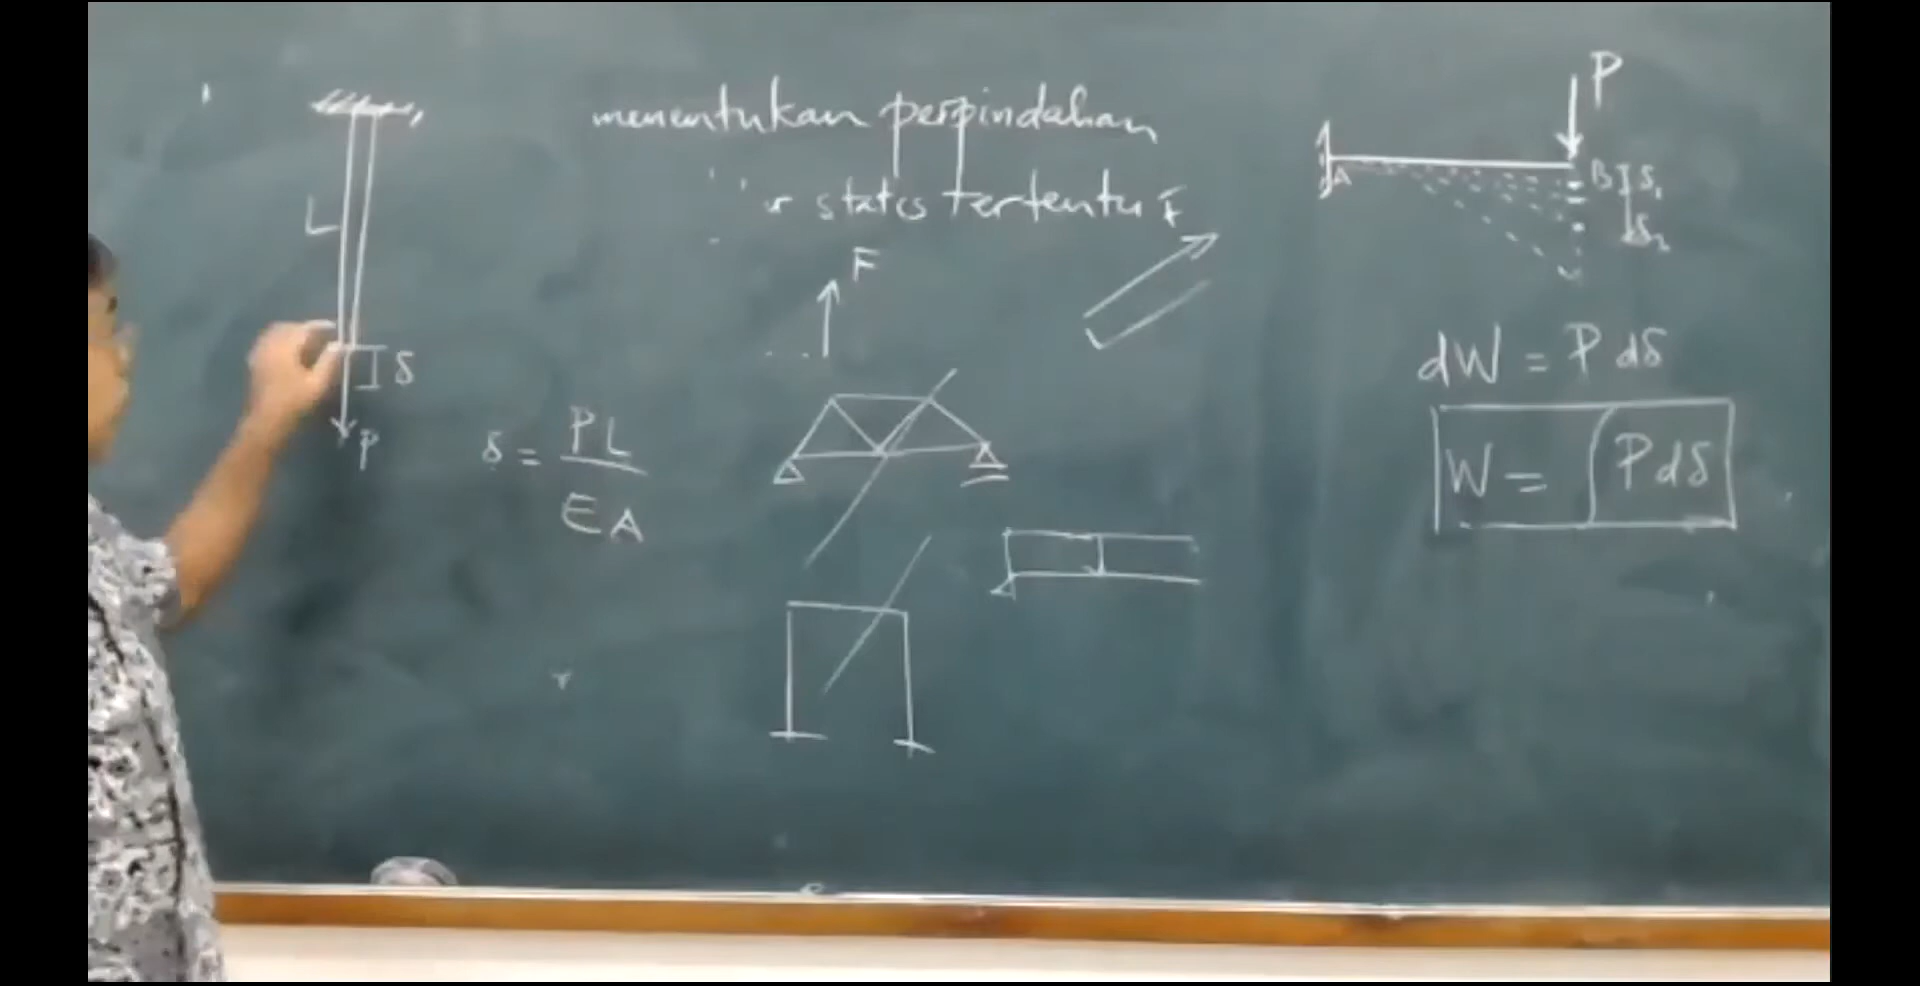 menentukan perpindahan
statis tertentu
L
δ
P
δ = PL / EA
F
F
P
A
B
δ₁
δ₂
dW = P dδ
W = ∫ P dδ